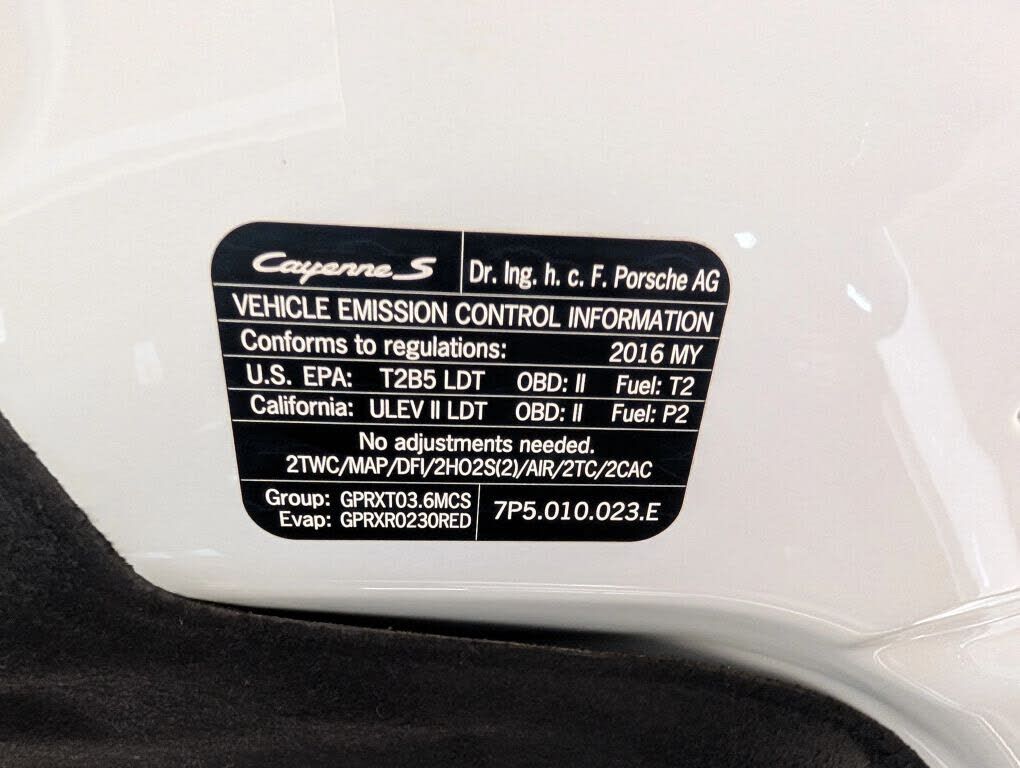 Cayenne S Dr. Ing. h. c. F. Porsche AG
VEHICLE EMISSION CONTROL INFORMATION
Conforms to regulations: 2016 MY
U.S. EPA: T2B5 LDT OBD: II Fuel: T2
California: ULEV II LDT OBD: II Fuel: P2
No adjustments needed.
2TWC/MAP/DFI/2HO2S(2)/AIR/2TC/2CAC
Group: GPRXT03.6MCS
Evap: GPRXR0230RED
7P5.010.023.E